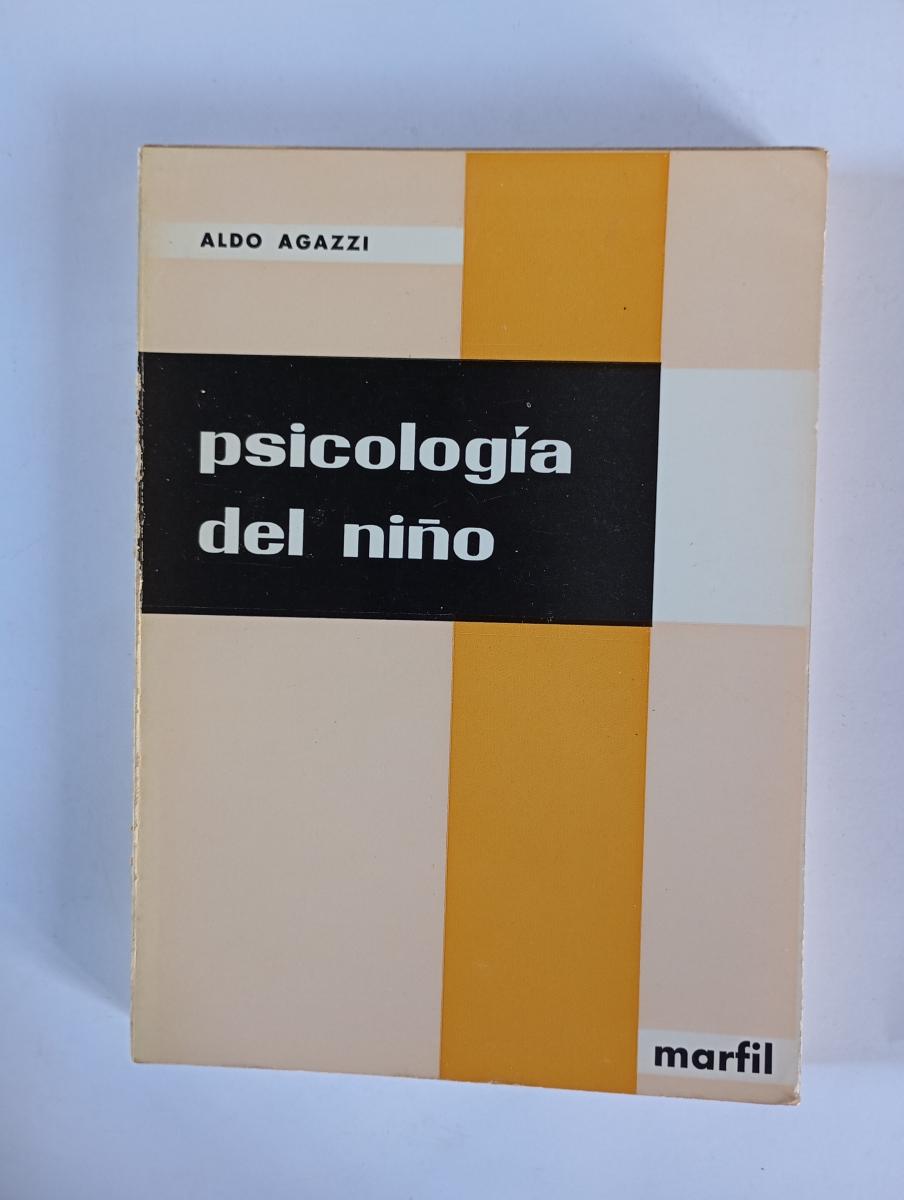 ALDO AGAZZI
psicología
del niño
marfil